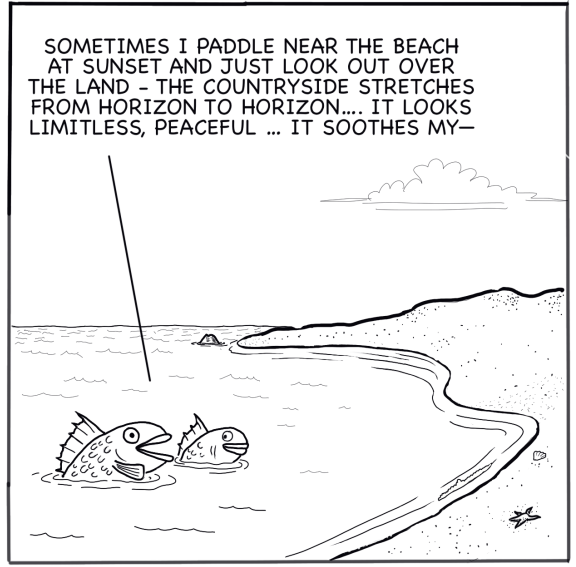 SOMETIMES I PADDLE NEAR THE BEACH
AT SUNSET AND JUST LOOK OUT OVER
THE LAND – THE COUNTRYSIDE STRETCHES
FROM HORIZON TO HORIZON.... IT LOOKS
LIMITLESS, PEACEFUL ... IT SOOTHES MY—